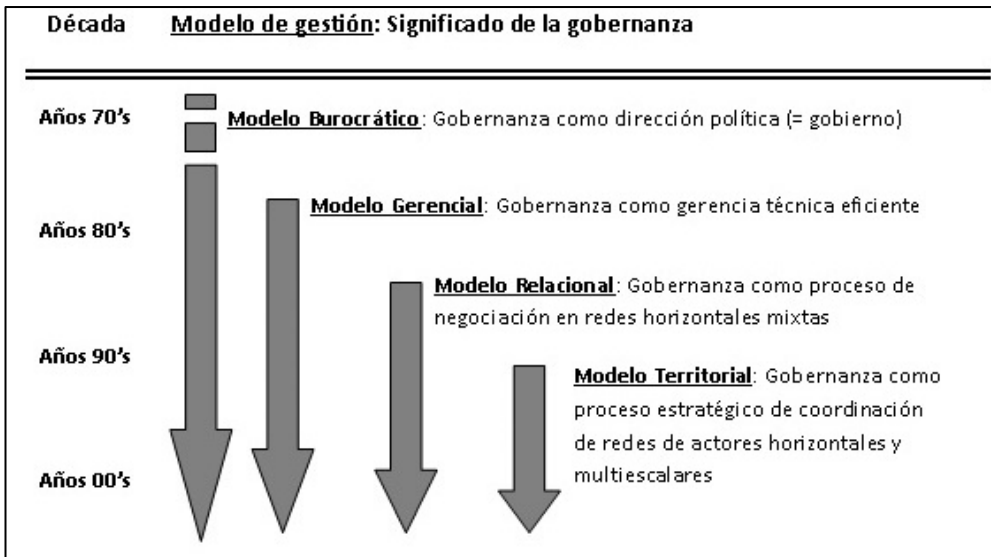 Década Modelo de gestión: Significado de la gobernanza
Años 70's
Modelo Burocrático: Gobernanza como dirección política (= gobierno)
Modelo Gerencial: Gobernanza como gerencia técnica eficiente
Años 80's
Modelo Relacional: Gobernanza como proceso de
negociación en redes horizontales mixtas
Años 90's
Modelo Territorial: Gobernanza como
proceso estratégico de coordinación
de redes de actores horizontales y
multiescalares
Años 00's